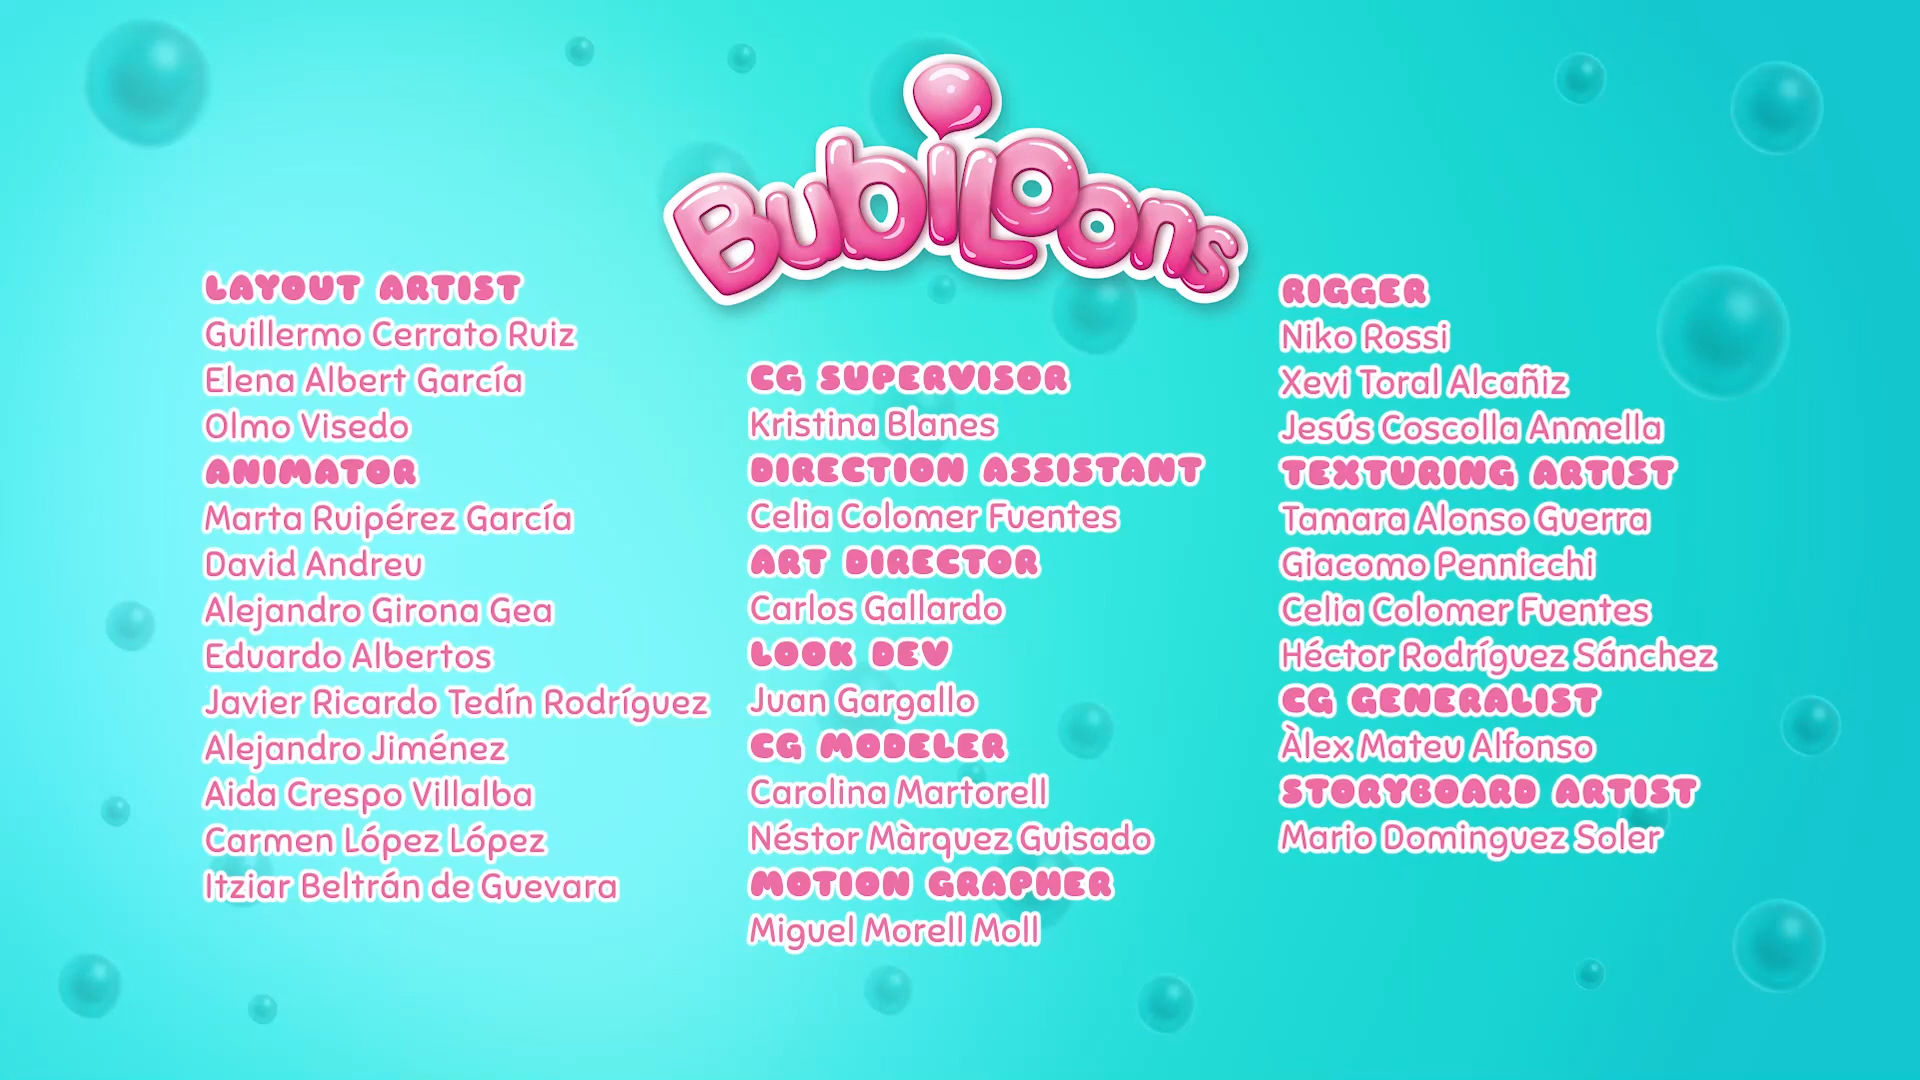 Bubiloons
LAYOUT ARTIST
Guillermo Cerrato Ruiz
Elena Albert García
Olmo Visedo
ANIMATOR
Marta Ruipérez García
David Andreu
Alejandro Girona Gea
Eduardo Albertos
Javier Ricardo Tedín Rodríguez
Alejandro Jiménez
Aida Crespo Villalba
Carmen López López
Itziar Beltrán de Guevara
CG SUPERVISOR
Kristina Blanes
DIRECTION ASSISTANT
Celia Colomer Fuentes
ART DIRECTOR
Carlos Gallardo
LOOK DEV
Juan Gargallo
CG MODELER
Carolina Martorell
Néstor Màrquez Guisado
MOTION GRAPHER
Miguel Morell Moll
RIGGER
Niko Rossi
Xevi Toral Alcañiz
Jesús Coscolla Anmella
TEXTURING ARTIST
Tamara Alonso Guerra
Giacomo Pennicchi
Celia Colomer Fuentes
Héctor Rodríguez Sánchez
CG GENERALIST
Àlex Mateu Alfonso
STORYBOARD ARTIST
Mario Dominguez Soler